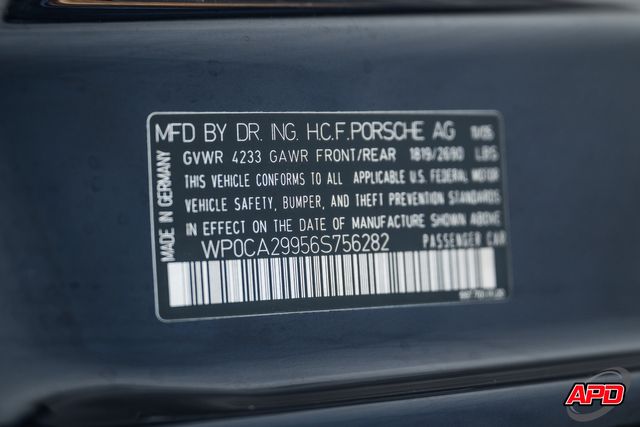 MFD BY DR. ING. H.C.F. PORSCHE AG
GVWR 4233 GAWR FRONT/REAR 1819/2690 LBS
THIS VEHICLE CONFORMS TO ALL APPLICABLE U.S. FEDERAL MOTOR
VEHICLE SAFETY, BUMPER, AND THEFT PREVENTION STANDARDS
IN EFFECT ON THE DATE OF MANUFACTURE SHOWN ABOVE
WP0CA29956S756282 PASSENGER CAR
MADE IN GERMANY
APD